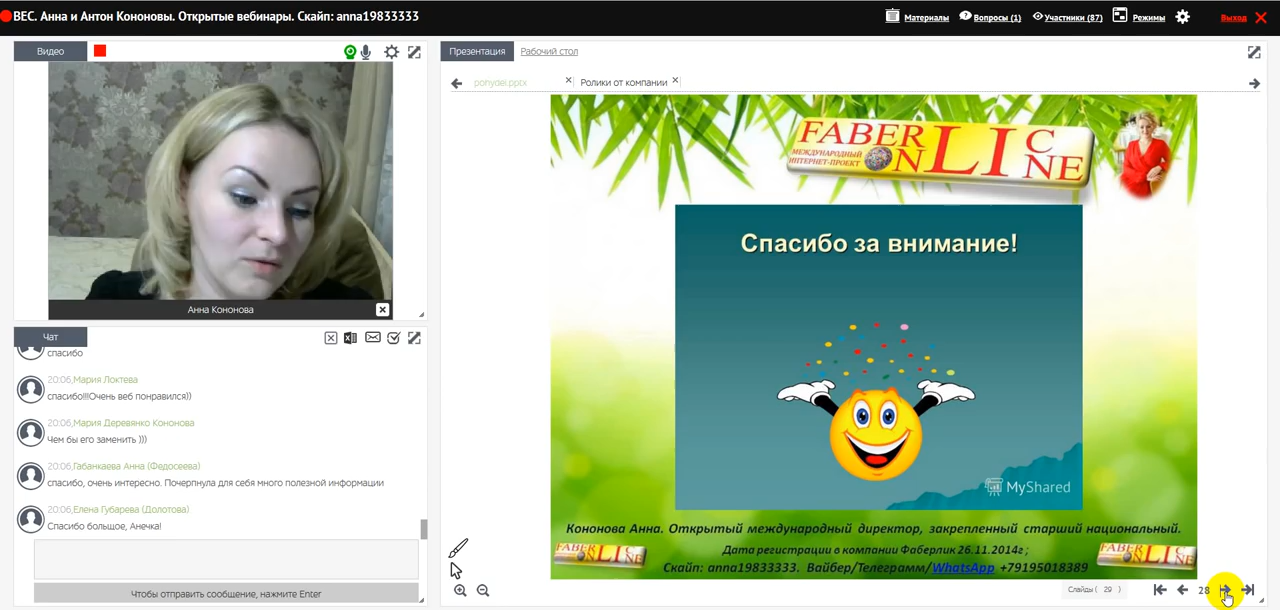 ВЕС. Анна и Антон Кононовы. Открытые вебинары. Скайп: anna19833333
Материалы
Вопросы (1)
Участники (87)
Режимы
Выход
Видео
Анна Кононова
Чат
спасибо
20:06, Мария Локтева
спасибо!!!Очень веб понравился))
20:06, Мария Деревянко Кононова
Чем бы его заменить )))
20:06, Габанкаева Анна (Федосеева)
спасибо, очень интересно. Почерпнула для себя много полезной информации
20:06, Елена Губарева (Долотова)
Спасибо большое, Анечка!
Чтобы отправить сообщение, нажмите Enter
Презентация
Рабочий стол
ponyder.pptx
Ролики от компании
FABERLIC
ONLINE
МЕЖДУНАРОДНЫЙ
ИНТЕРНЕТ-ПРОЕКТ
Спасибо за внимание!
MyShared
Кононова Анна. Открытый международный директор, закрепленный старший национальный.
Дата регистрации в компании Фаберлик 26.11.2014г ;
Скайп: anna19833333. Вайбер/Телеграмм/WhatsApp +79195018389
FABERLIC
ONLINE
FABERLIC
ONLINE
Слайды ( 29 )
28